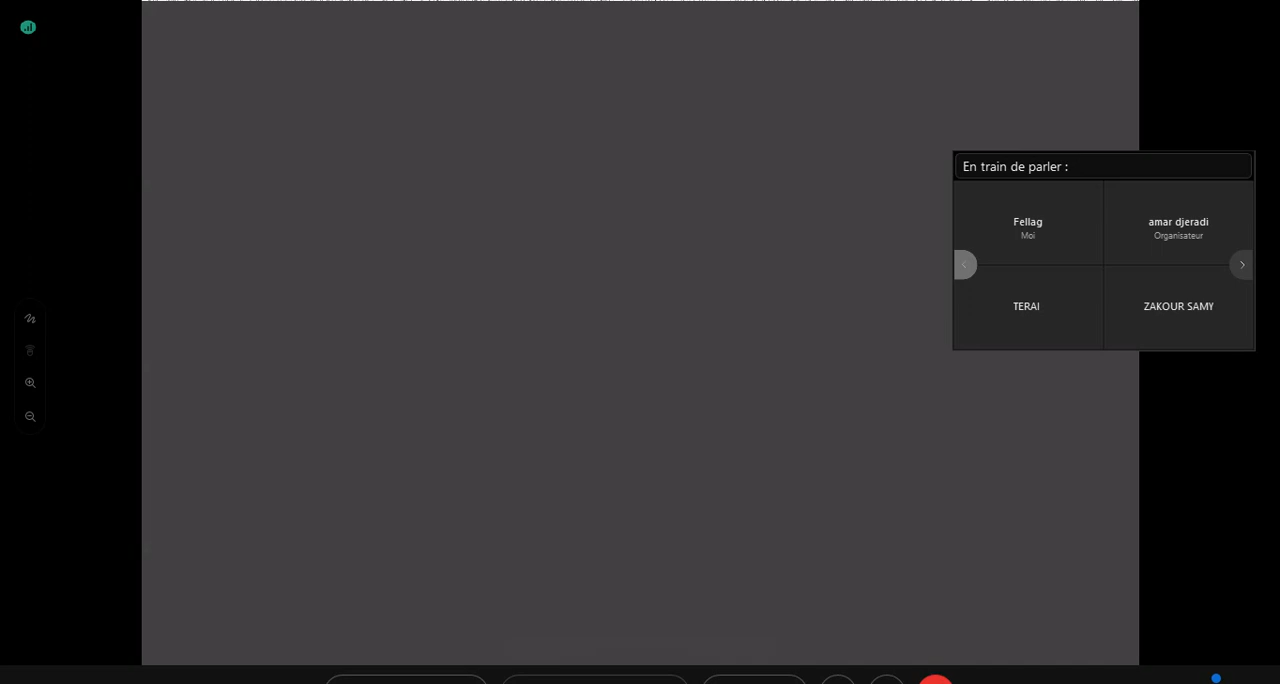 En train de parler :
Fellag
Moi
amar djeradi
Organisateur
TERAI
ZAKOUR SAMY